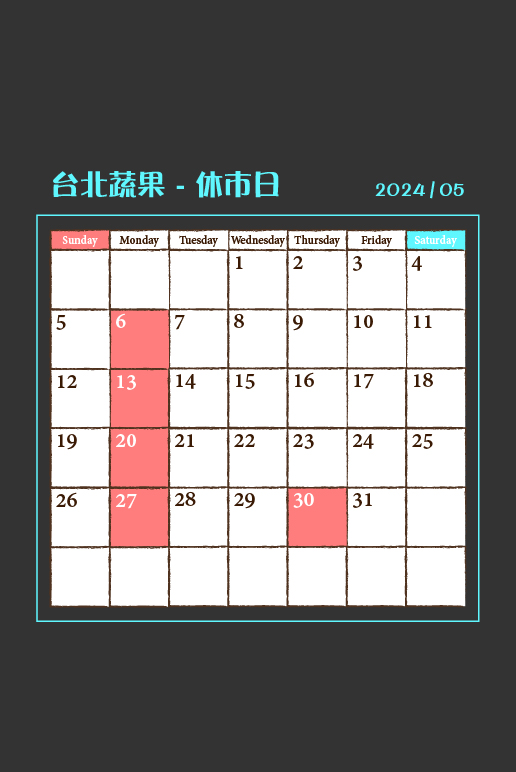 台北蔬果 - 休市日
2024/05
Sunday Monday Tuesday Wednesday Thursday Friday Saturday
1 2 3 4
5 6 7 8 9 10 11
12 13 14 15 16 17 18
19 20 21 22 23 24 25
26 27 28 29 30 31